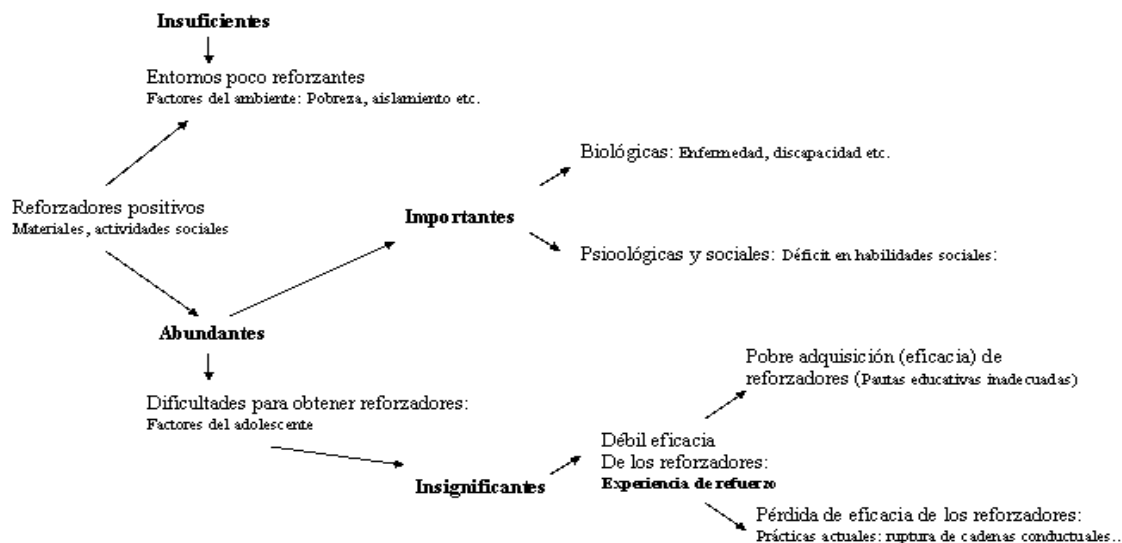 Insuficientes
Entornos poco reforzantes
Factores del ambiente: Pobreza, aislamiento etc.
Biológicas: Enfermedad, discapacidad etc.
Reforzadores positivos
Materiales, actividades sociales
Importantes
Psioológicas y sociales: Déficit en habilidades sociales:
Abundantes
Pobre adquisición (eficacia) de
reforzadores (Pautas educativas inadecuadas)
Dificultades para obtener reforzadores:
Factores del adolescente
Débil eficacia
De los reforzadores:
Experiencia de refuerzo
Insignificantes
Pérdida de eficacia de los reforzadores:
Prácticas actuales: ruptura de cadenas conductuales..